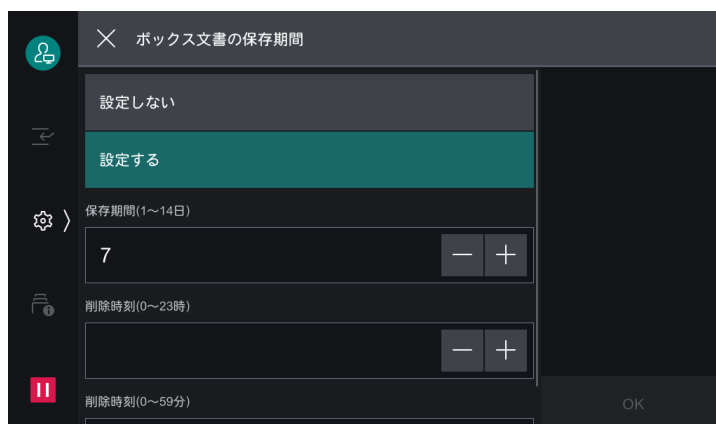 ボックス文書の保存期間
設定しない
設定する
保存期間(1～14日)
7
削除時刻(0～23時)
削除時刻(0～59分)
OK